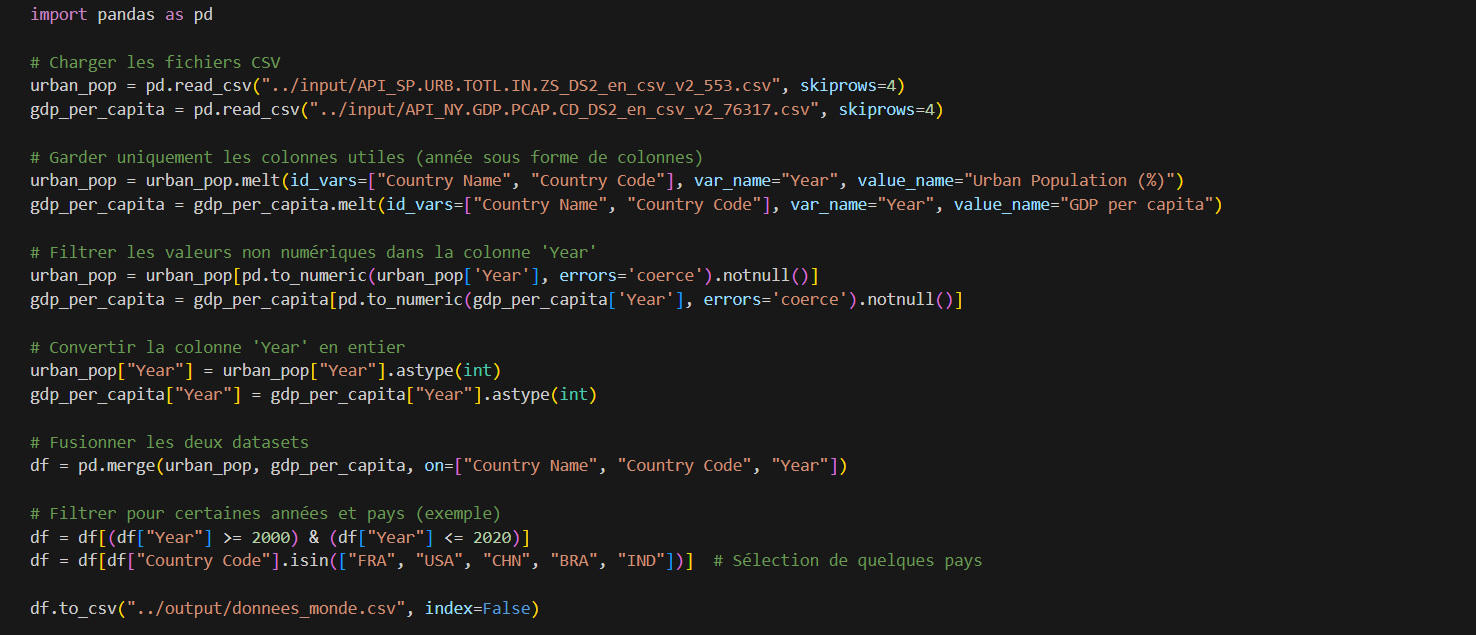 import pandas as pd
# Charger les fichiers CSV
urban_pop = pd.read_csv("../input/API_SP.URB.TOTL.IN.ZS_DS2_en_csv_v2_553.csv", skiprows=4)
gdp_per_capita = pd.read_csv("../input/API_NY.GDP.PCAP.CD_DS2_en_csv_v2_76317.csv", skiprows=4)
# Garder uniquement les colonnes utiles (année sous forme de colonnes)
urban_pop = urban_pop.melt(id_vars=["Country Name", "Country Code"], var_name="Year", value_name="Urban Population (%)")
gdp_per_capita = gdp_per_capita.melt(id_vars=["Country Name", "Country Code"], var_name="Year", value_name="GDP per capita")
# Filtrer les valeurs non numériques dans la colonne 'Year'
urban_pop = urban_pop[pd.to_numeric(urban_pop['Year'], errors='coerce').notnull()]
gdp_per_capita = gdp_per_capita[pd.to_numeric(gdp_per_capita['Year'], errors='coerce').notnull()]
# Convertir la colonne 'Year' en entier
urban_pop["Year"] = urban_pop["Year"].astype(int)
gdp_per_capita["Year"] = gdp_per_capita["Year"].astype(int)
# Fusionner les deux datasets
df = pd.merge(urban_pop, gdp_per_capita, on=["Country Name", "Country Code", "Year"])
# Filtrer pour certaines années et pays (exemple)
df = df[(df["Year"] >= 2000) & (df["Year"] <= 2020)]
df = df[df["Country Code"].isin(["FRA", "USA", "CHN", "BRA", "IND"])]  # Sélection de quelques pays
df.to_csv("../output/donnees_monde.csv", index=False)